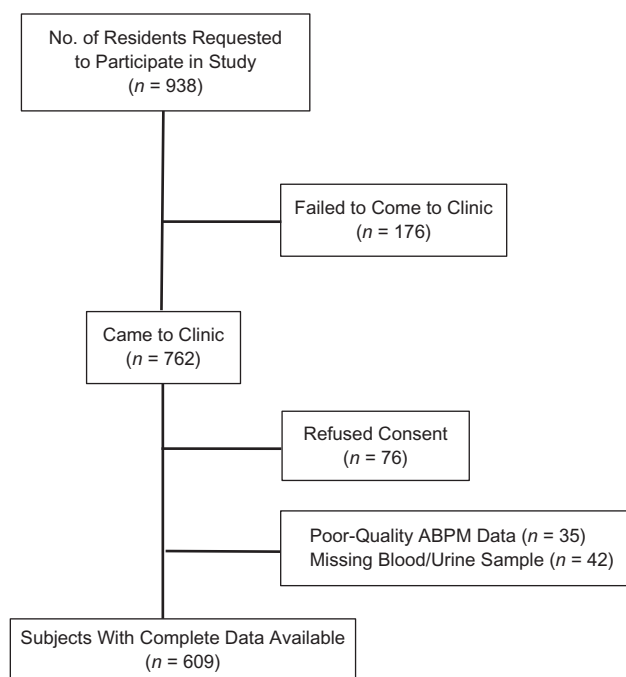 No. of Residents Requested
to Participate in Study
(n = 938)
Failed to Come to Clinic
(n = 176)
Came to Clinic
(n = 762)
Refused Consent
(n = 76)
Poor-Quality ABPM Data (n = 35)
Missing Blood/Urine Sample (n = 42)
Subjects With Complete Data Available
(n = 609)